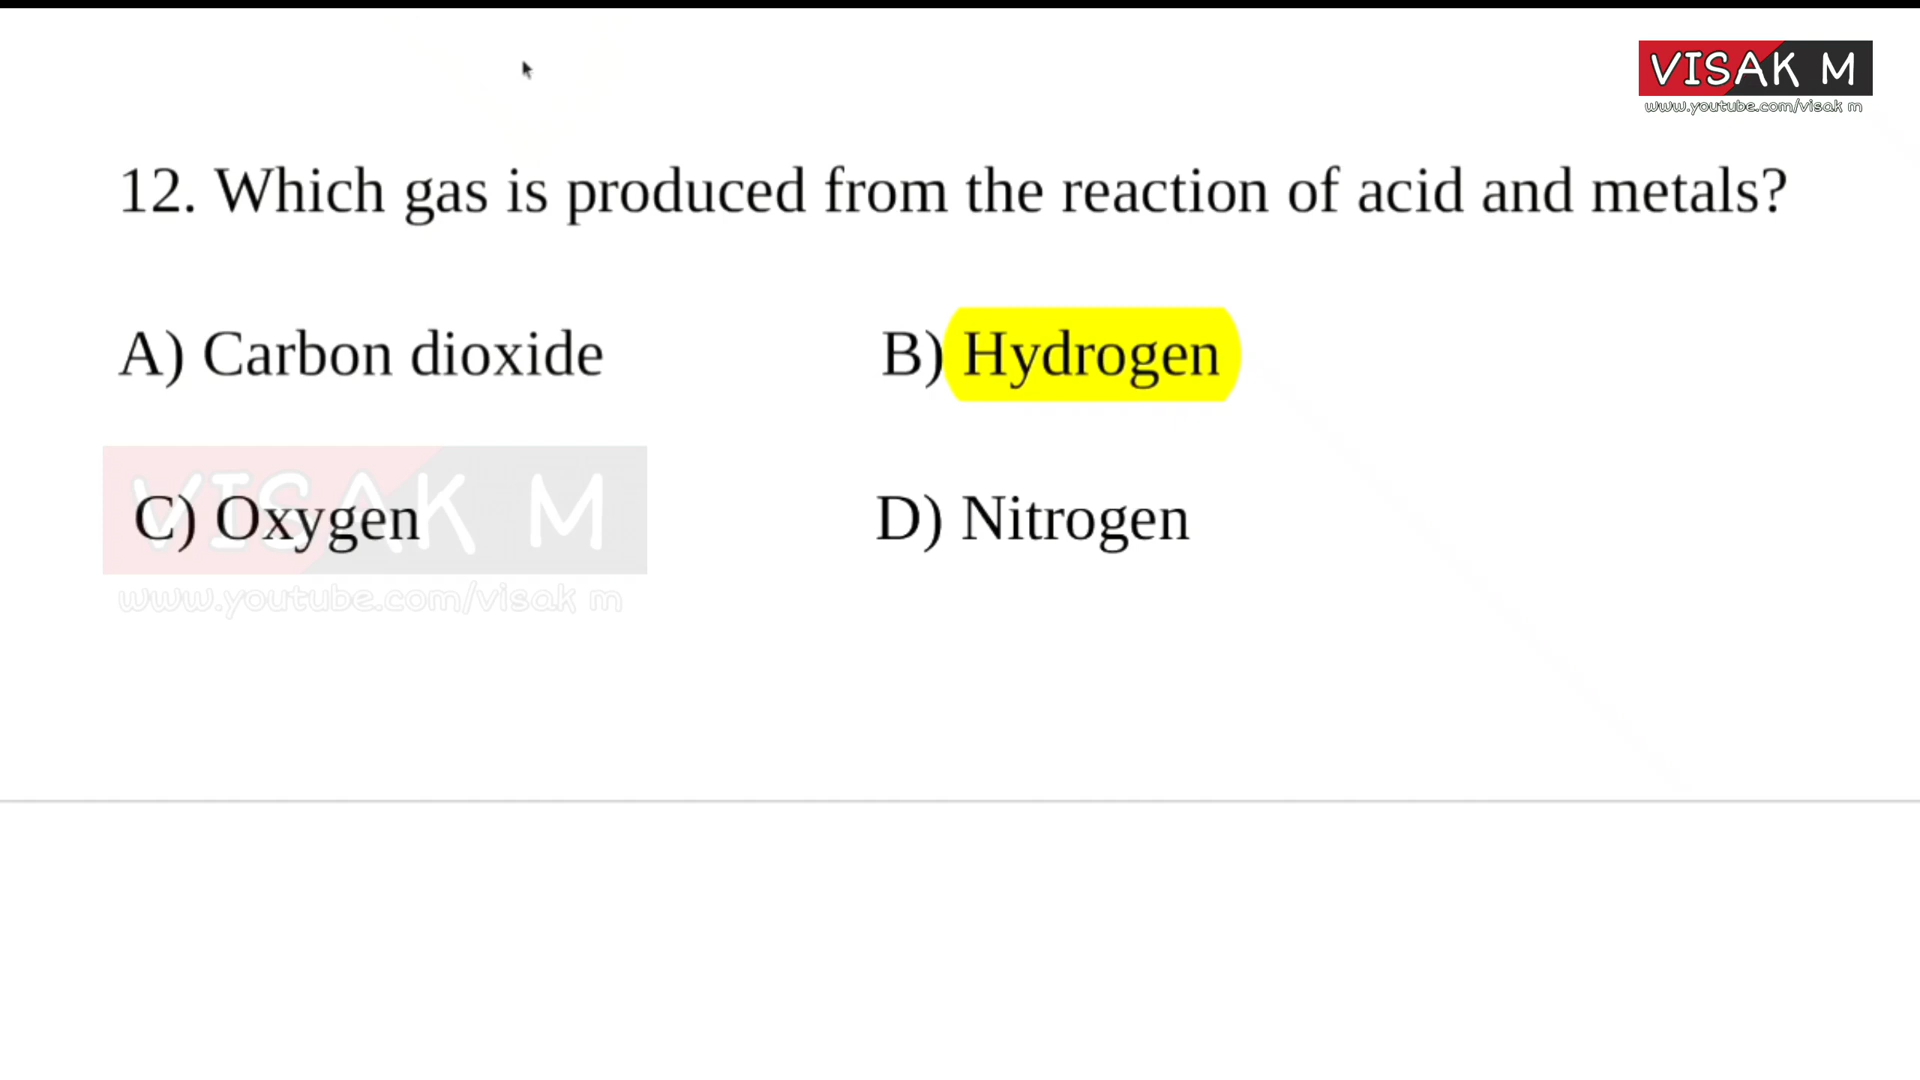 VISAK M
www.youtube.com/visak m
12. Which gas is produced from the reaction of acid and metals?
A) Carbon dioxide B) Hydrogen
VISAK M
C) Oxygen D) Nitrogen
www.youtube.com/visak m